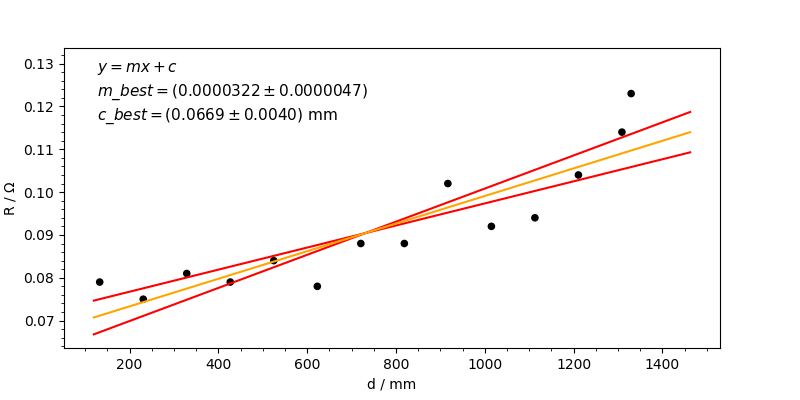 y = mx + c
m_best = (0.0000322 ± 0.0000047)
c_best = (0.0669 ± 0.0040) mm
0.13
0.12
0.11
0.10
0.09
0.08
0.07
R / Ω
200 400 600 800 1000 1200 1400
d / mm